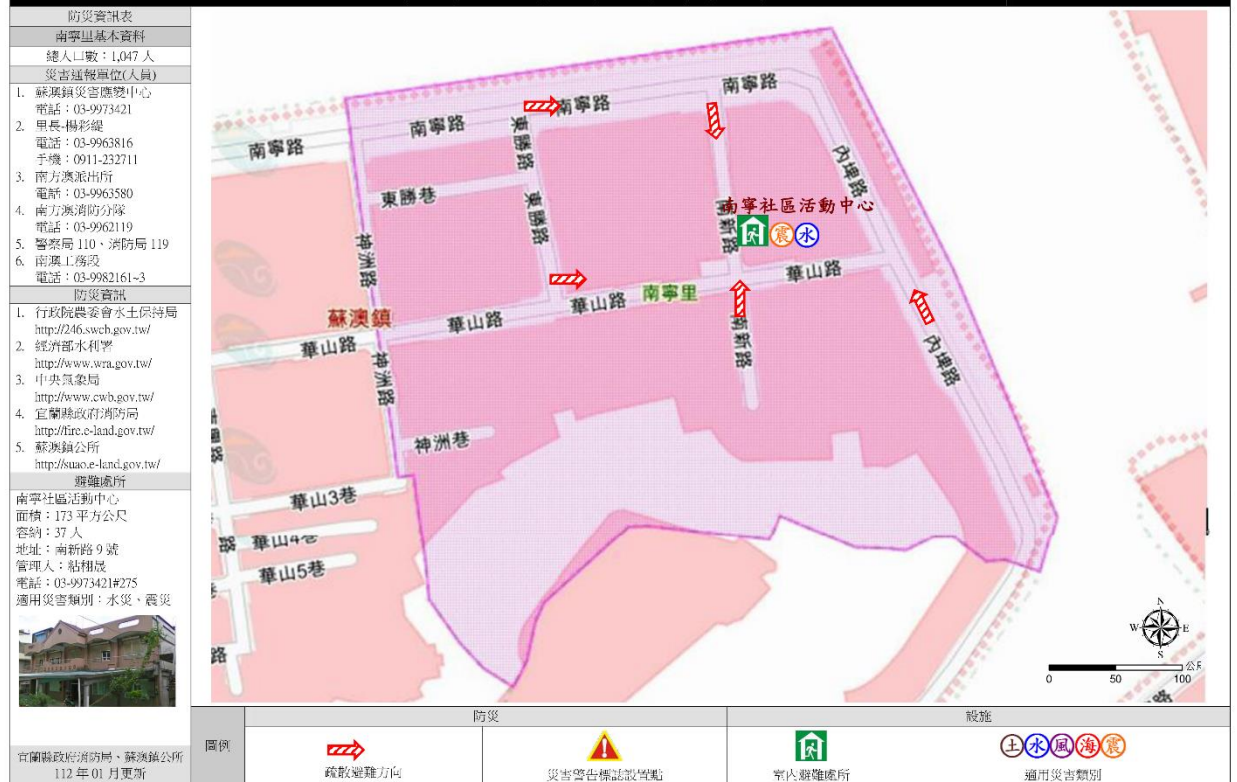 防災資訊表
南寧里基本資料
總人口數：1,047 人
災害通報單位(人員)
1. 蘇澳鎮災害應變中心
電話：03-9973421
2. 里長-楊彩緹
電話：03-9963816
手機：0911-232711
3. 南方澳派出所
電話：03-9963580
4. 南方澳消防分隊
電話：03-9962119
5. 警察局 110、消防局 119
6. 南澳工務段
電話：03-9982161~3
防災資訊
1. 行政院農委會水土保持局
http://246.swcb.gov.tw/
2. 經濟部水利署
http://www.wra.gov.tw/
3. 中央氣象局
http://www.cwb.gov.tw/
4. 宜蘭縣政府消防局
http://fire.e-land.gov.tw/
5. 蘇澳鎮公所
http://suao.e-land.gov.tw/
避難處所
南寧社區活動中心
面積：173 平方公尺
容納：37 人
地址：南新路 9 號
管理人：粘栩晟
電話：03-9973421#275
適用災害類別：水災、震災
宜蘭縣政府消防局、蘇澳鎮公所
112 年 01 月更新
南寧路
南寧路
南寧路
南寧路
東勝路
東勝巷
東勝路
神洲路
內埤路
南寧社區活動中心
南新路
震 水
華山路
南寧里
華山路
華山路
蘇澳鎮
華山路
南新路
內埤路
神洲路
神洲巷
華山3巷
路
華山4巷
華山5巷
路
路
N
W E
S
公尺
0 50 100
圖例
防災
設施
疏散避難方向
災害警告標誌設置點
室內避難處所
土水風海震
適用災害類別